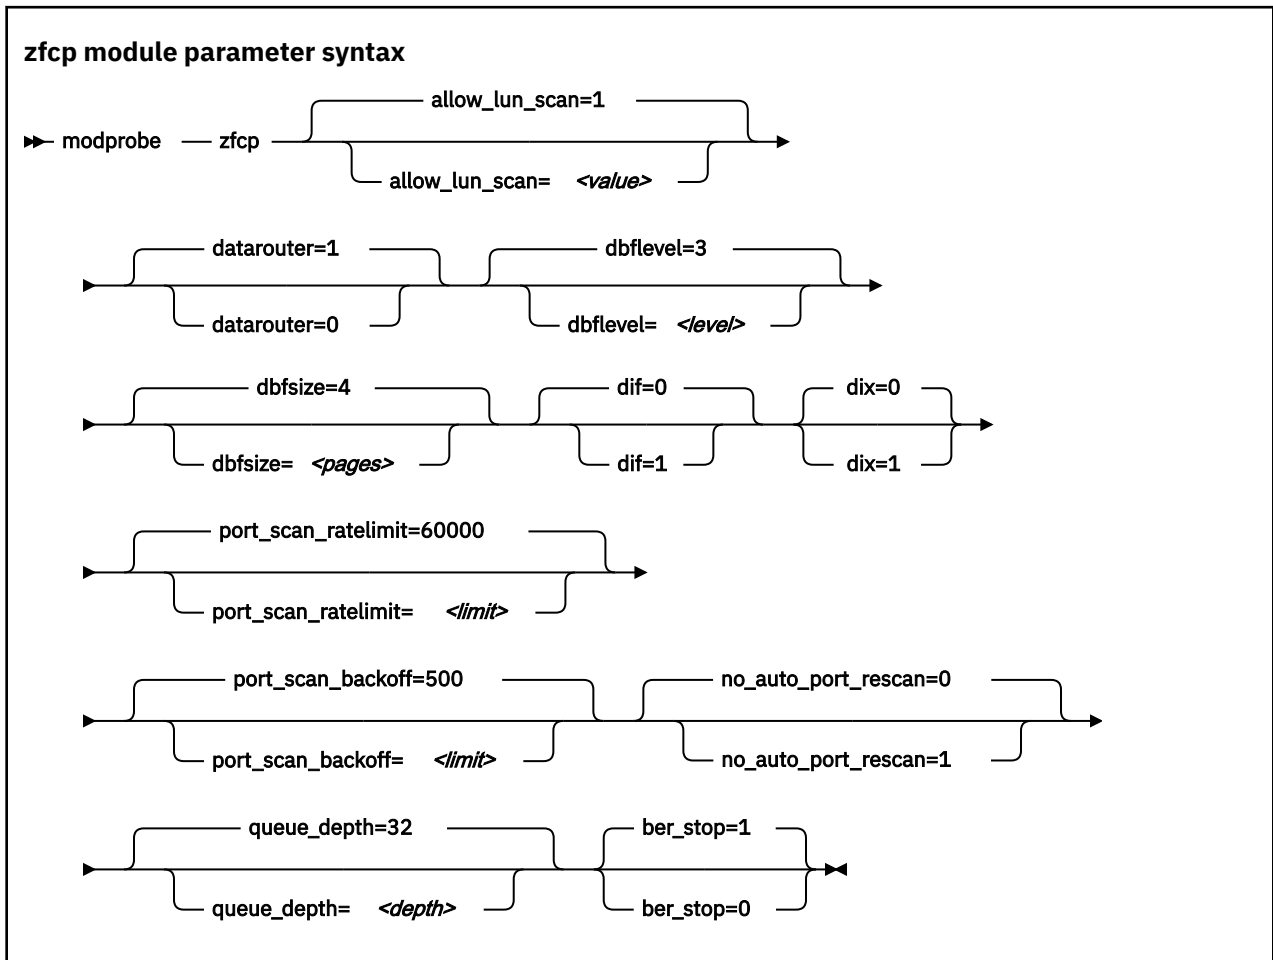 zfcp module parameter syntax
allow_lun_scan=1
modprobe zfcp
allow_lun_scan= <value>
datarouter=1 dbflevel=3
datarouter=0 dbflevel= <level>
dbfsize=4 dif=0 dix=0
dbfsize= <pages> dif=1 dix=1
port_scan_ratelimit=60000
port_scan_ratelimit= <limit>
port_scan_backoff=500 no_auto_port_rescan=0
port_scan_backoff= <limit> no_auto_port_rescan=1
queue_depth=32 ber_stop=1
queue_depth= <depth> ber_stop=0